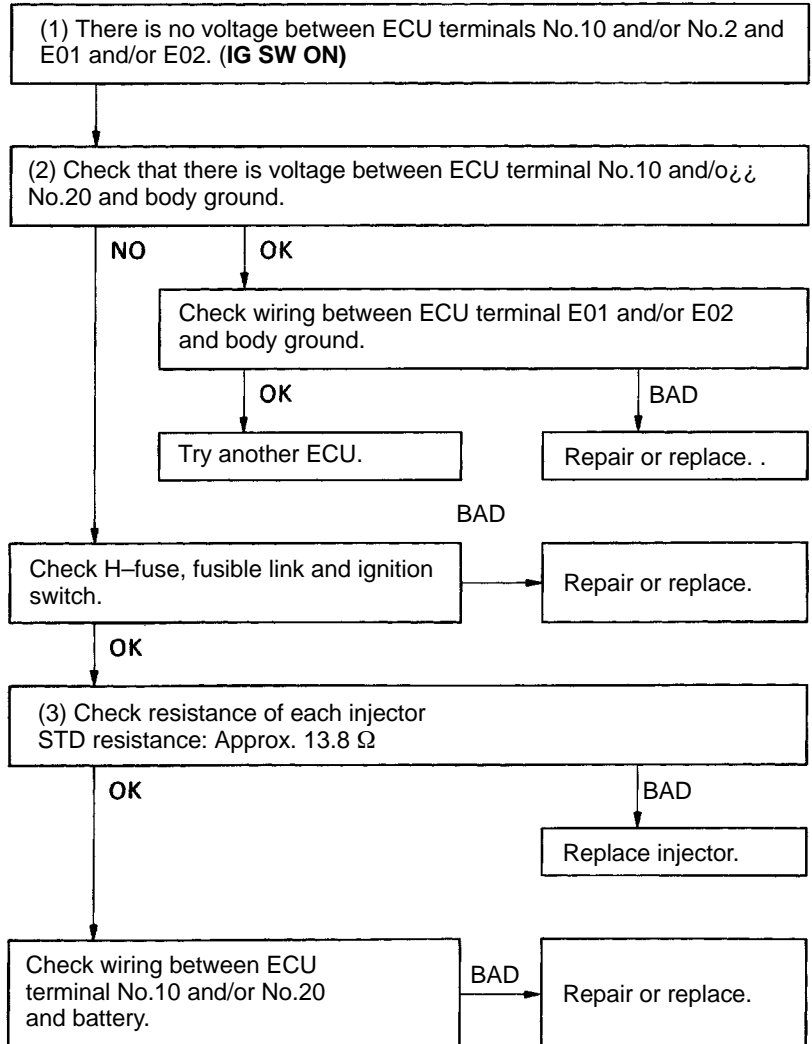 (1) There is no voltage between ECU terminals No.10 and/or No.2 and
E01 and/or E02. (IG SW ON)
(2) Check that there is voltage between ECU terminal No.10 and/o¿¿
No.20 and body ground.
NO
OK
Check wiring between ECU terminal E01 and/or E02
and body ground.
OK
BAD
Try another ECU.
Repair or replace. .
BAD
Check H–fuse, fusible link and ignition
switch.
Repair or replace.
OK
(3) Check resistance of each injector
STD resistance: Approx. 13.8 Ω
OK
BAD
Replace injector.
Check wiring between ECU
terminal No.10 and/or No.20
and battery.
BAD
Repair or replace.